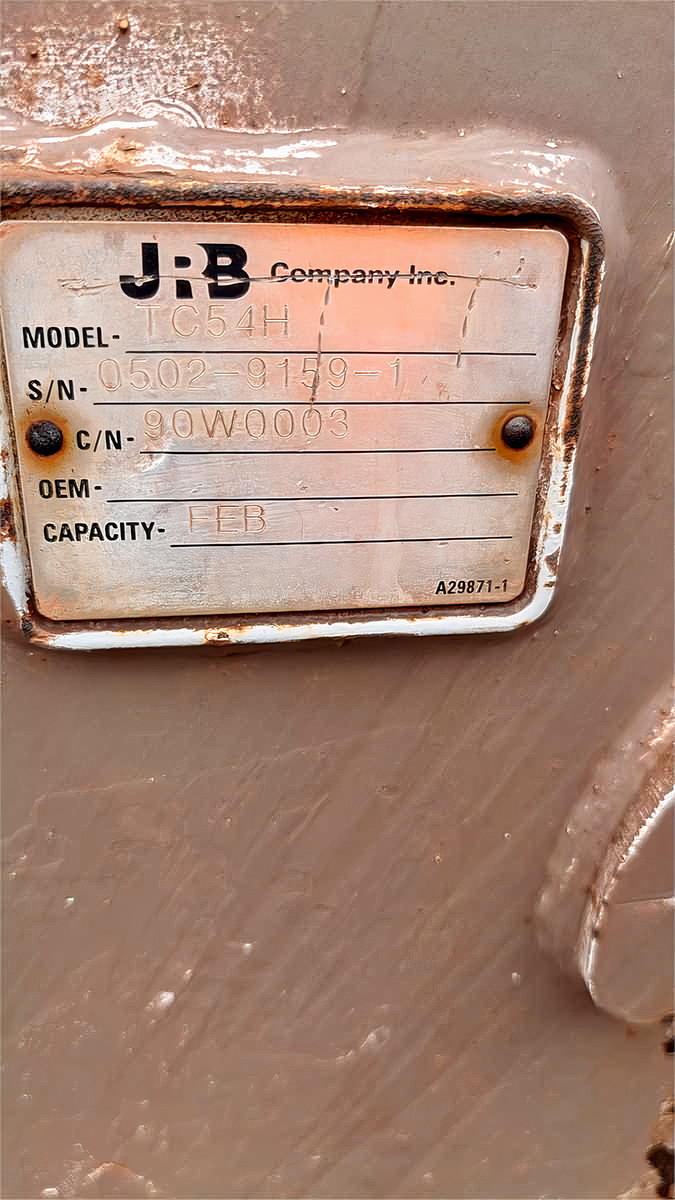 JRB Company Inc.
MODEL- TC54H
S/N- 0502-9159-1
C/N- 90W0003
OEM-
CAPACITY- FEB
A29871-1